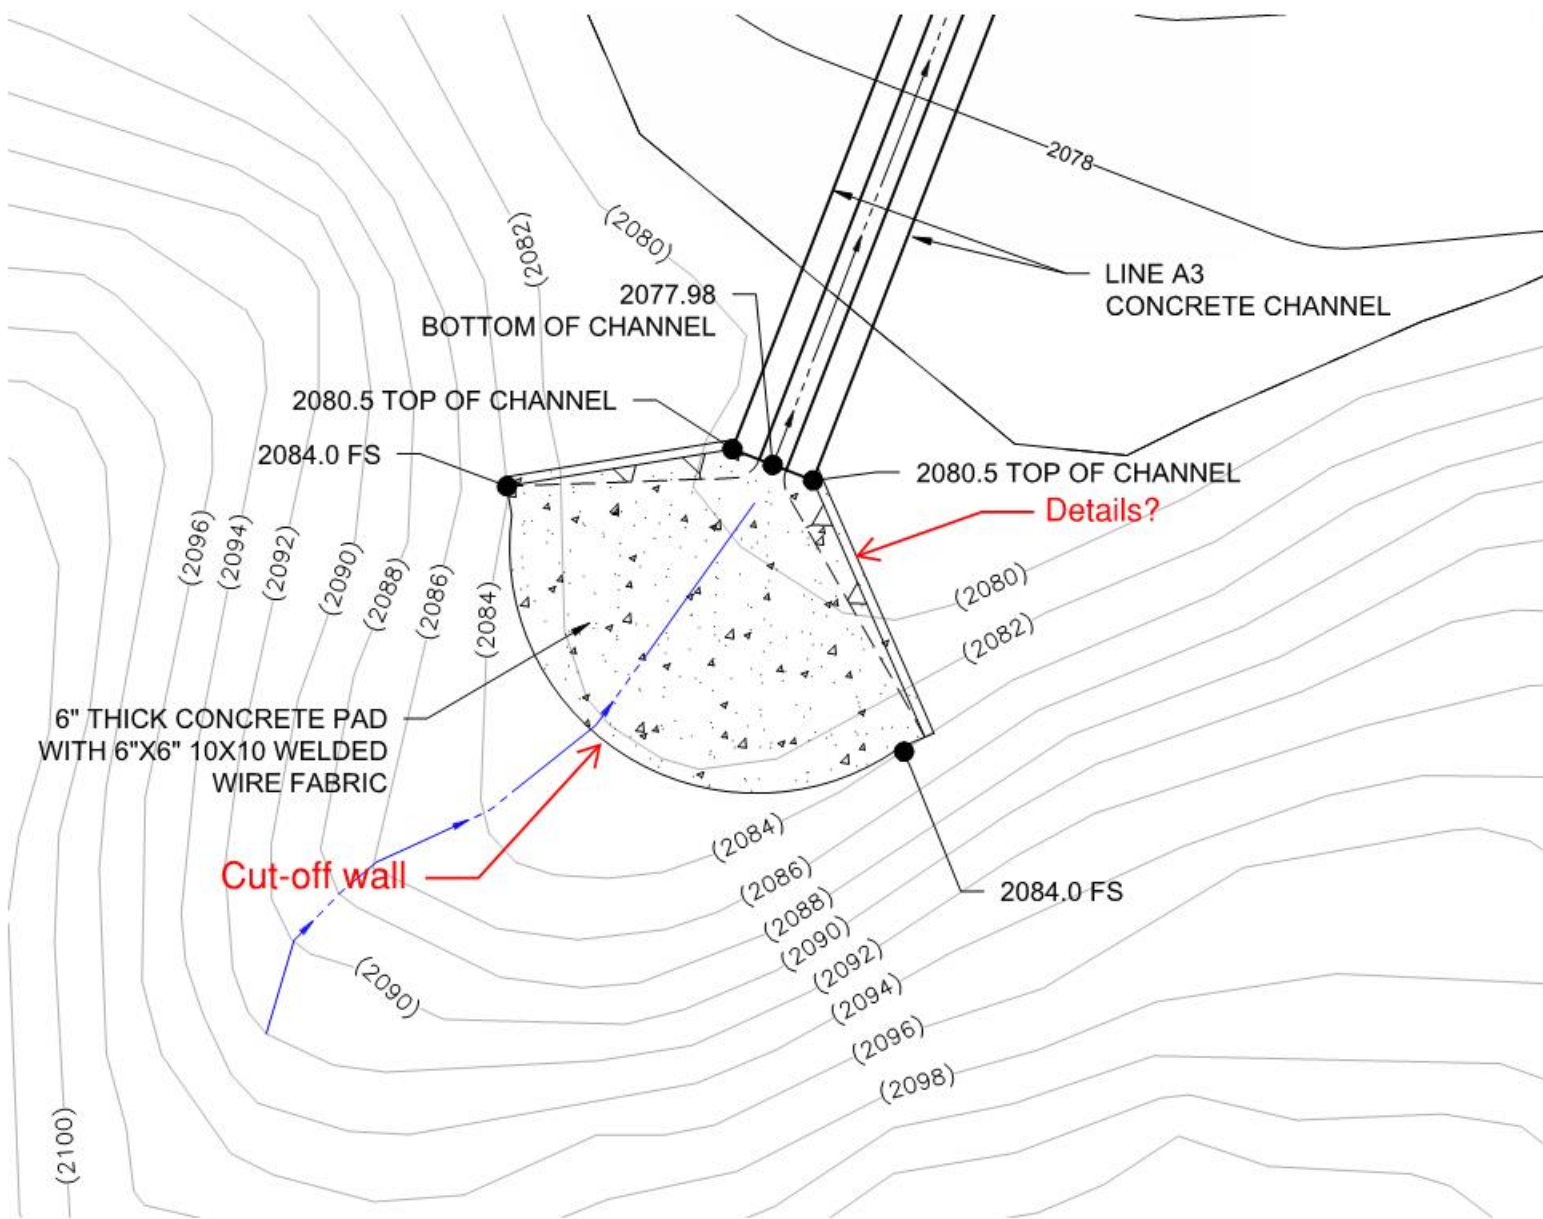 2078
(2080)
(2082)
LINE A3
CONCRETE CHANNEL
2077.98
BOTTOM OF CHANNEL
2080.5 TOP OF CHANNEL
2084.0 FS
2080.5 TOP OF CHANNEL
Details?
(2096)
(2094)
(2092)
(2090)
(2088)
(2086)
(2084)
(2080)
(2082)
6" THICK CONCRETE PAD
WITH 6"X6" 10X10 WELDED
WIRE FABRIC
(2084)
Cut-off wall
(2086)
2084.0 FS
(2088)
(2090)
(2092)
(2090)
(2094)
(2096)
(2098)
(2100)